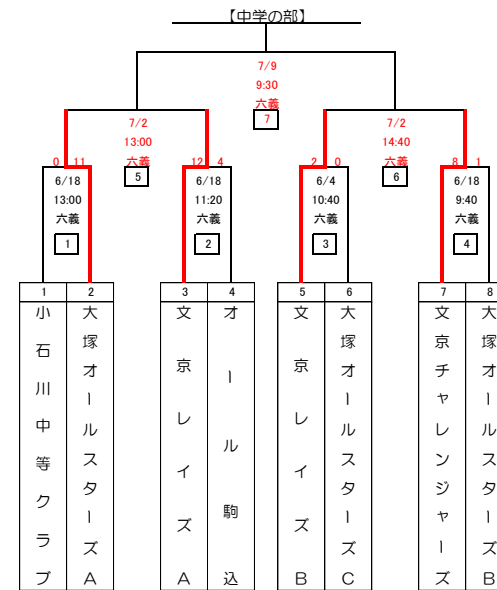 【中学の部】
7/9
9:30
六義
7
7/2
13:00
六義
5
7/2
14:40
六義
6
0 11
12 4
2 0
8 1
6/18
13:00
六義
1
6/18
11:20
六義
2
6/4
10:40
六義
3
6/18
9:40
六義
4
1 2 3 4 5 6 7 8
小石川中等クラブ
大塚オールスターズA
文京レイズA
オール駒込
文京レイズB
大塚オールスターズC
文京チャレンジャーズ
大塚オールスターズB